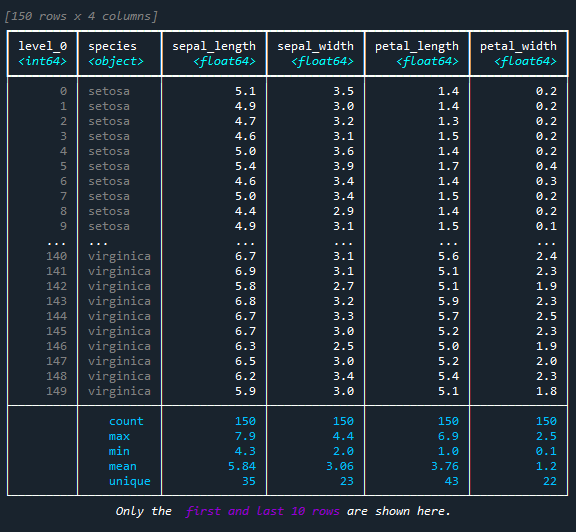 [150 rows x 4 columns]
level_0 species sepal_length sepal_width petal_length petal_width
<int64> <object> <float64> <float64> <float64> <float64>
0 setosa 5.1 3.5 1.4 0.2
1 setosa 4.9 3.0 1.4 0.2
2 setosa 4.7 3.2 1.3 0.2
3 setosa 4.6 3.1 1.5 0.2
4 setosa 5.0 3.6 1.4 0.2
5 setosa 5.4 3.9 1.7 0.4
6 setosa 4.6 3.4 1.4 0.3
7 setosa 5.0 3.4 1.5 0.2
8 setosa 4.4 2.9 1.4 0.2
9 setosa 4.9 3.1 1.5 0.1
... ... ... ... ... ...
140 virginica 6.7 3.1 5.6 2.4
141 virginica 6.9 3.1 5.1 2.3
142 virginica 5.8 2.7 5.1 1.9
143 virginica 6.8 3.2 5.9 2.3
144 virginica 6.7 3.3 5.7 2.5
145 virginica 6.7 3.0 5.2 2.3
146 virginica 6.3 2.5 5.0 1.9
147 virginica 6.5 3.0 5.2 2.0
148 virginica 6.2 3.4 5.4 2.3
149 virginica 5.9 3.0 5.1 1.8
count 150 150 150 150
max 7.9 4.4 6.9 2.5
min 4.3 2.0 1.0 0.1
mean 5.84 3.06 3.76 1.2
unique 35 23 43 22
Only the first and last 10 rows are shown here.